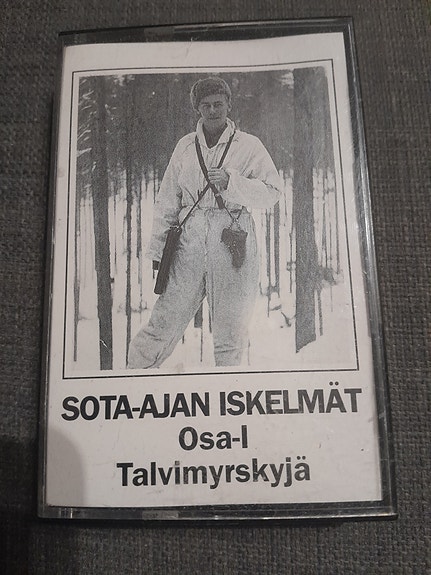 SOTA-AJAN ISKELMÄT
Osa-I
Talvimyrskyjä